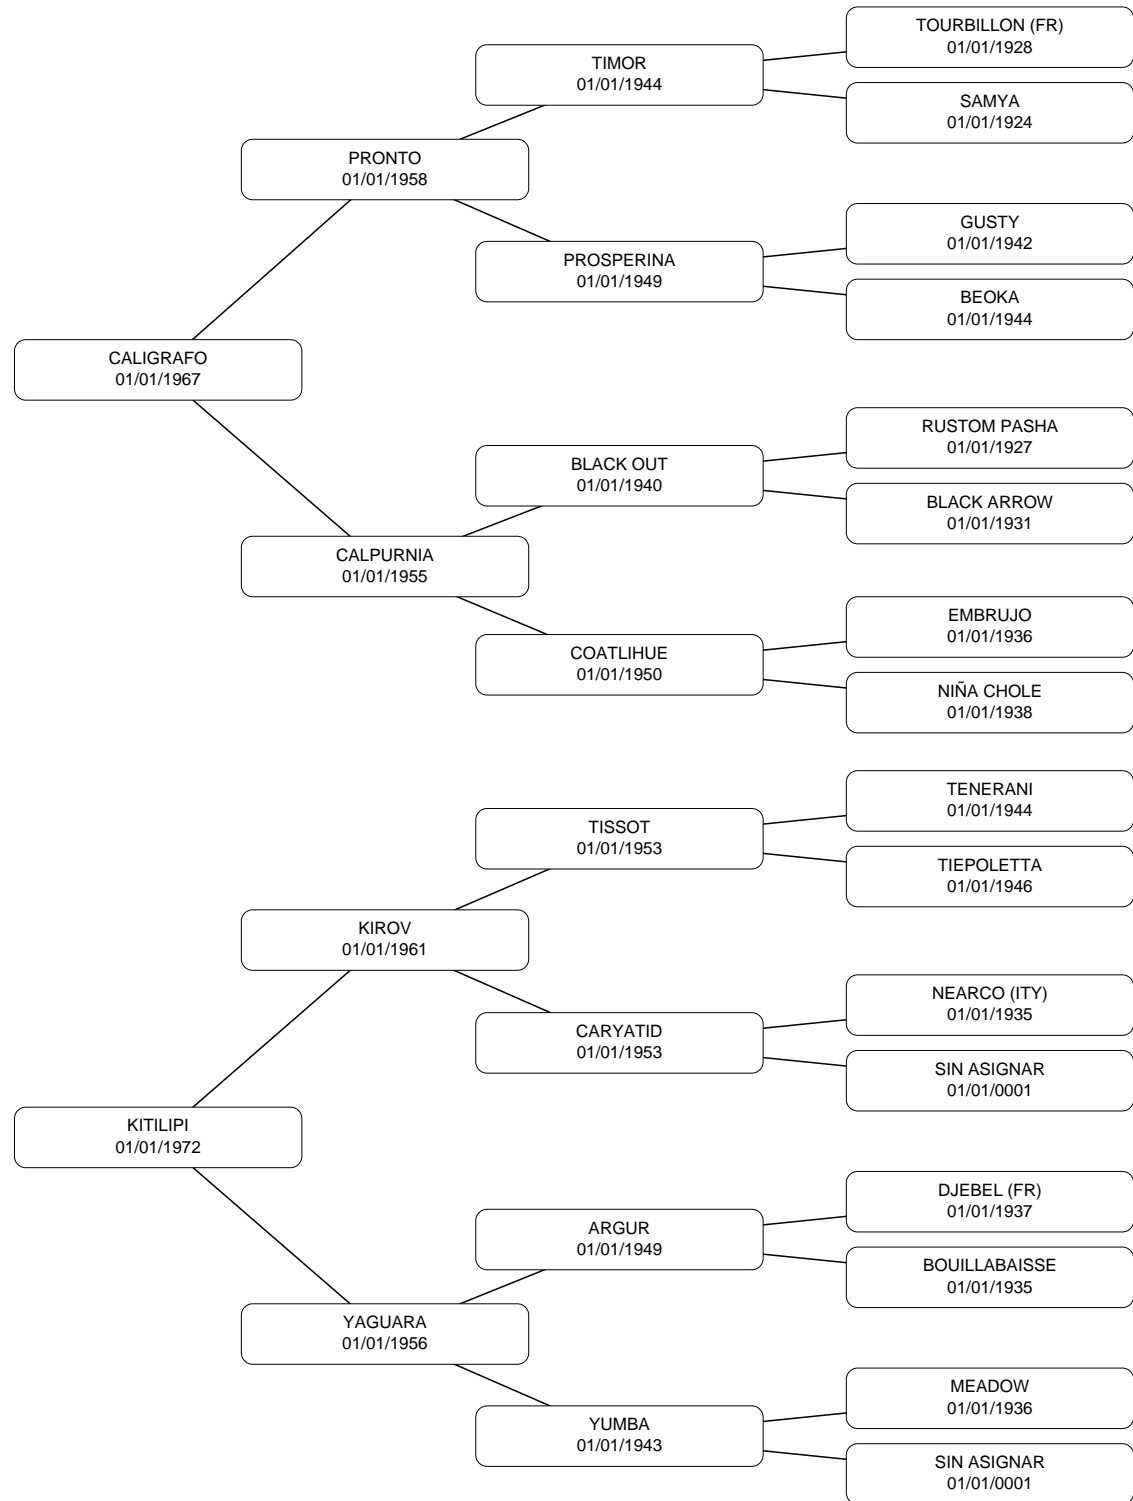 TOURBILLON (FR)
01/01/1928
TIMOR
01/01/1944
SAMYA
01/01/1924
PRONTO
01/01/1958
GUSTY
01/01/1942
PROSPERINA
01/01/1949
BEOKA
01/01/1944
CALIGRAFO
01/01/1967
RUSTOM PASHA
01/01/1927
BLACK OUT
01/01/1940
BLACK ARROW
01/01/1931
CALPURNIA
01/01/1955
EMBRUJO
01/01/1936
COATLIHUE
01/01/1950
NIÑA CHOLE
01/01/1938
TENERANI
01/01/1944
TISSOT
01/01/1953
TIEPOLETTA
01/01/1946
KIROV
01/01/1961
NEARCO (ITY)
01/01/1935
CARYATID
01/01/1953
SIN ASIGNAR
01/01/0001
KITILIPI
01/01/1972
DJEBEL (FR)
01/01/1937
ARGUR
01/01/1949
BOUILLABAISSE
01/01/1935
YAGUARA
01/01/1956
MEADOW
01/01/1936
YUMBA
01/01/1943
SIN ASIGNAR
01/01/0001